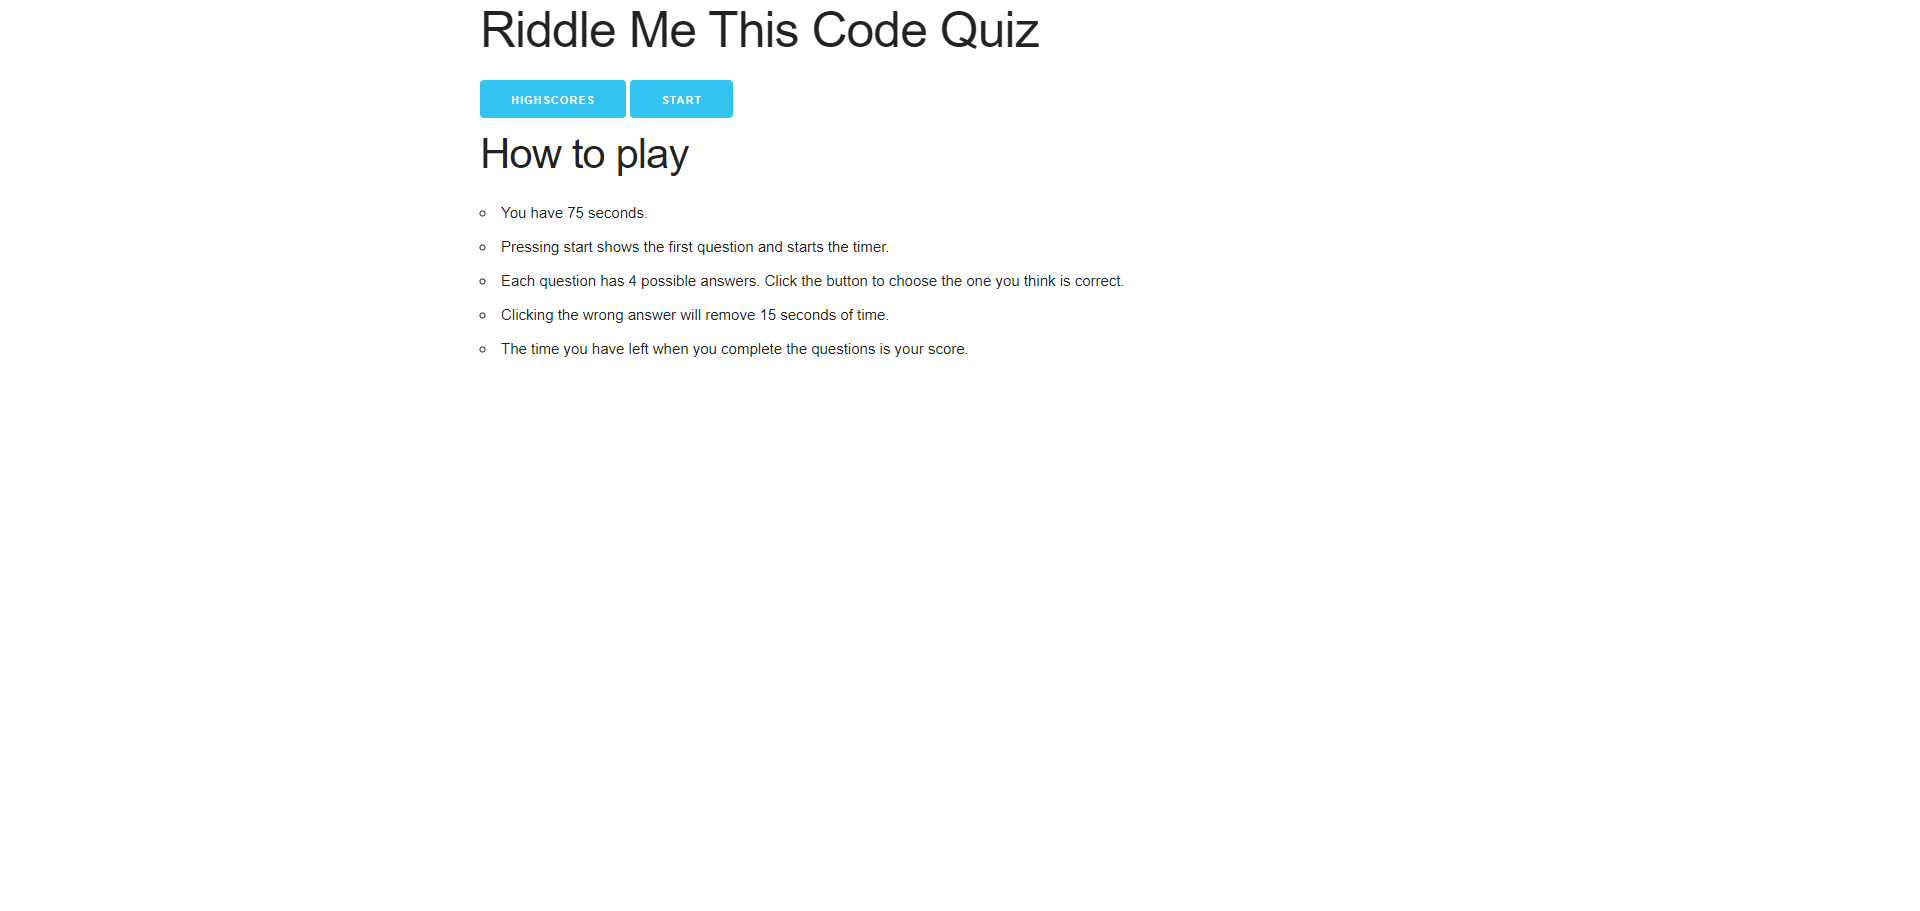 Riddle Me This Code Quiz
HIGHSCORES START
How to play
You have 75 seconds.
Pressing start shows the first question and starts the timer.
Each question has 4 possible answers. Click the button to choose the one you think is correct.
Clicking the wrong answer will remove 15 seconds of time.
The time you have left when you complete the questions is your score.